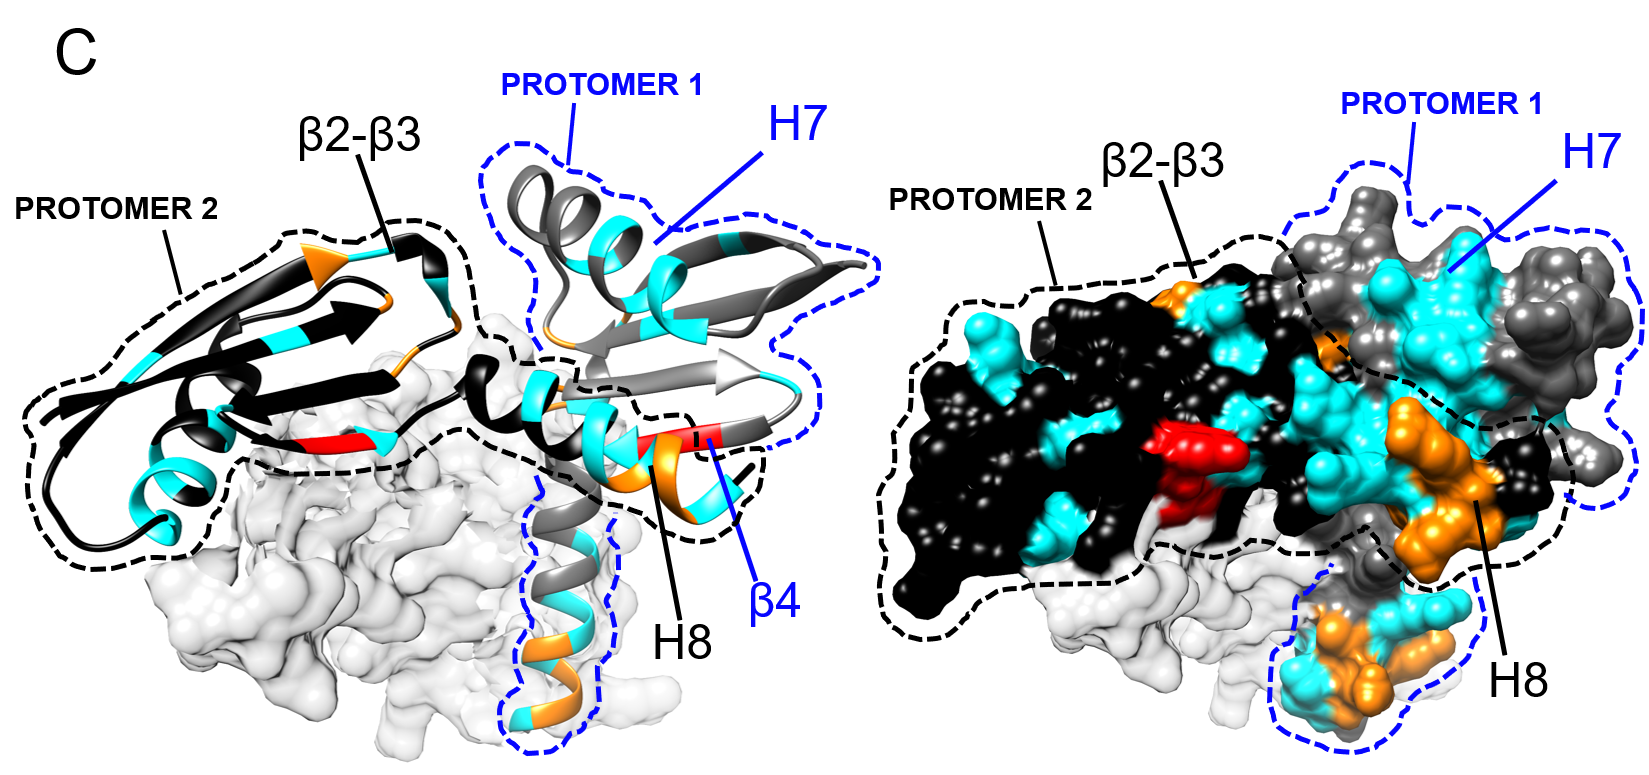 C
PROTOMER 1
H7
β2-β3
PROTOMER 2
β4
H8
PROTOMER 1
H7
β2-β3
PROTOMER 2
H8